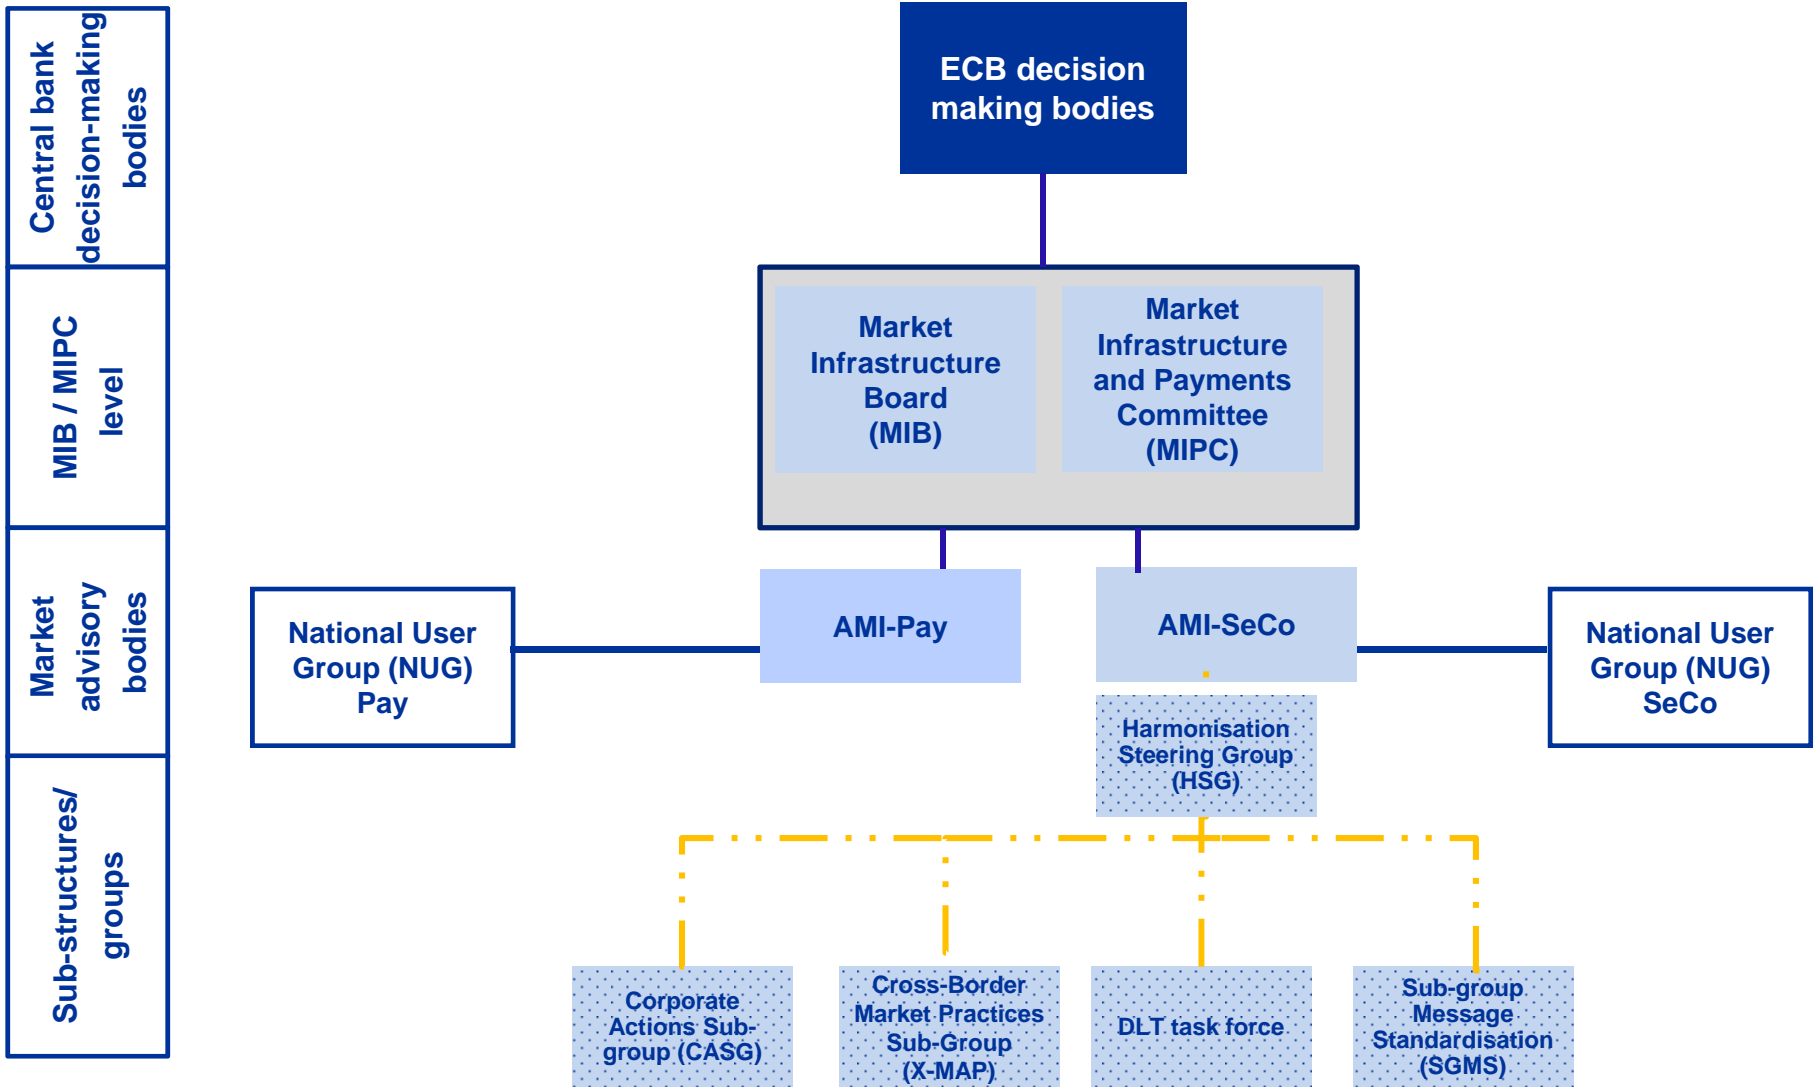 Central bank
decision-making
bodies
ECB decision
making bodies
MIB / MIPC
level
Market
Infrastructure
Board
(MIB)
Market
Infrastructure
and Payments
Committee
(MIPC)
Market
advisory
bodies
National User
Group (NUG)
Pay
AMI-Pay
AMI-SeCo
National User
Group (NUG)
SeCo
Harmonisation
Steering Group
(HSG)
Sub-structures/
groups
Corporate
Actions Sub-
group (CASG)
Cross-Border
Market Practices
Sub-Group
(X-MAP)
DLT task force
Sub-group
Message
Standardisation
(SGMS)